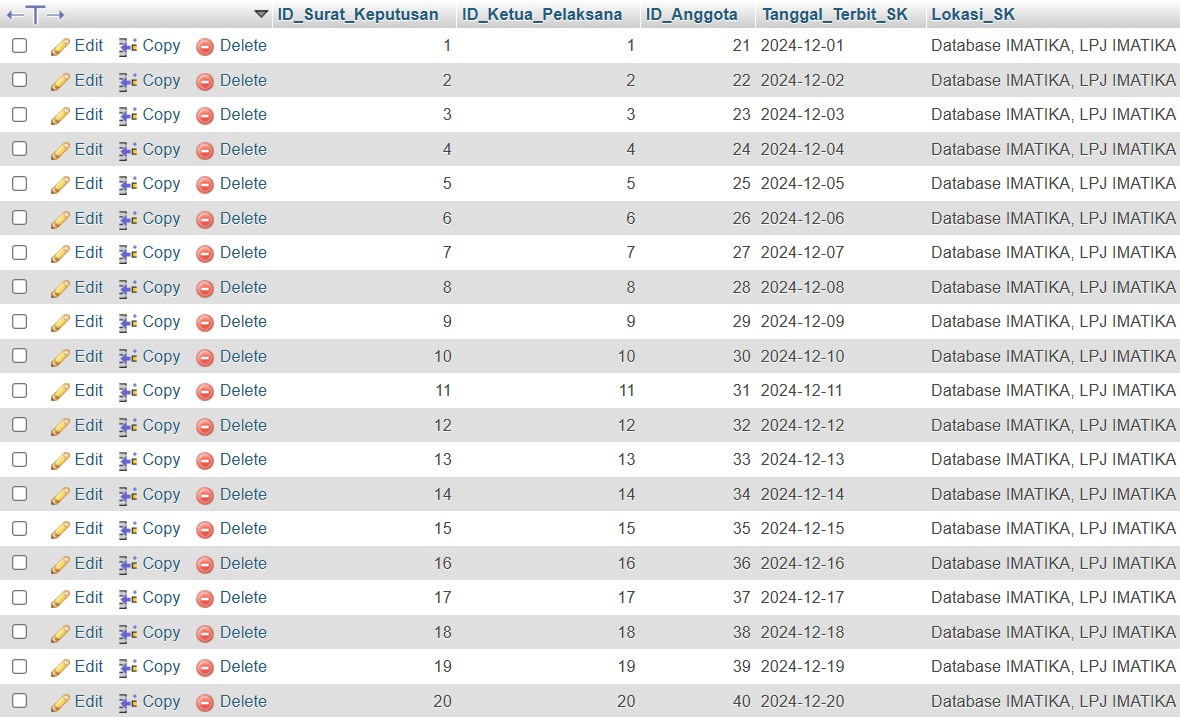 ←T→ ID_Surat_Keputusan ID_Ketua_Pelaksana ID_Anggota Tanggal_Terbit_SK Lokasi_SK
Edit Copy Delete 1 1 21 2024-12-01 Database IMATIKA, LPJ IMATIKA
Edit Copy Delete 2 2 22 2024-12-02 Database IMATIKA, LPJ IMATIKA
Edit Copy Delete 3 3 23 2024-12-03 Database IMATIKA, LPJ IMATIKA
Edit Copy Delete 4 4 24 2024-12-04 Database IMATIKA, LPJ IMATIKA
Edit Copy Delete 5 5 25 2024-12-05 Database IMATIKA, LPJ IMATIKA
Edit Copy Delete 6 6 26 2024-12-06 Database IMATIKA, LPJ IMATIKA
Edit Copy Delete 7 7 27 2024-12-07 Database IMATIKA, LPJ IMATIKA
Edit Copy Delete 8 8 28 2024-12-08 Database IMATIKA, LPJ IMATIKA
Edit Copy Delete 9 9 29 2024-12-09 Database IMATIKA, LPJ IMATIKA
Edit Copy Delete 10 10 30 2024-12-10 Database IMATIKA, LPJ IMATIKA
Edit Copy Delete 11 11 31 2024-12-11 Database IMATIKA, LPJ IMATIKA
Edit Copy Delete 12 12 32 2024-12-12 Database IMATIKA, LPJ IMATIKA
Edit Copy Delete 13 13 33 2024-12-13 Database IMATIKA, LPJ IMATIKA
Edit Copy Delete 14 14 34 2024-12-14 Database IMATIKA, LPJ IMATIKA
Edit Copy Delete 15 15 35 2024-12-15 Database IMATIKA, LPJ IMATIKA
Edit Copy Delete 16 16 36 2024-12-16 Database IMATIKA, LPJ IMATIKA
Edit Copy Delete 17 17 37 2024-12-17 Database IMATIKA, LPJ IMATIKA
Edit Copy Delete 18 18 38 2024-12-18 Database IMATIKA, LPJ IMATIKA
Edit Copy Delete 19 19 39 2024-12-19 Database IMATIKA, LPJ IMATIKA
Edit Copy Delete 20 20 40 2024-12-20 Database IMATIKA, LPJ IMATIKA